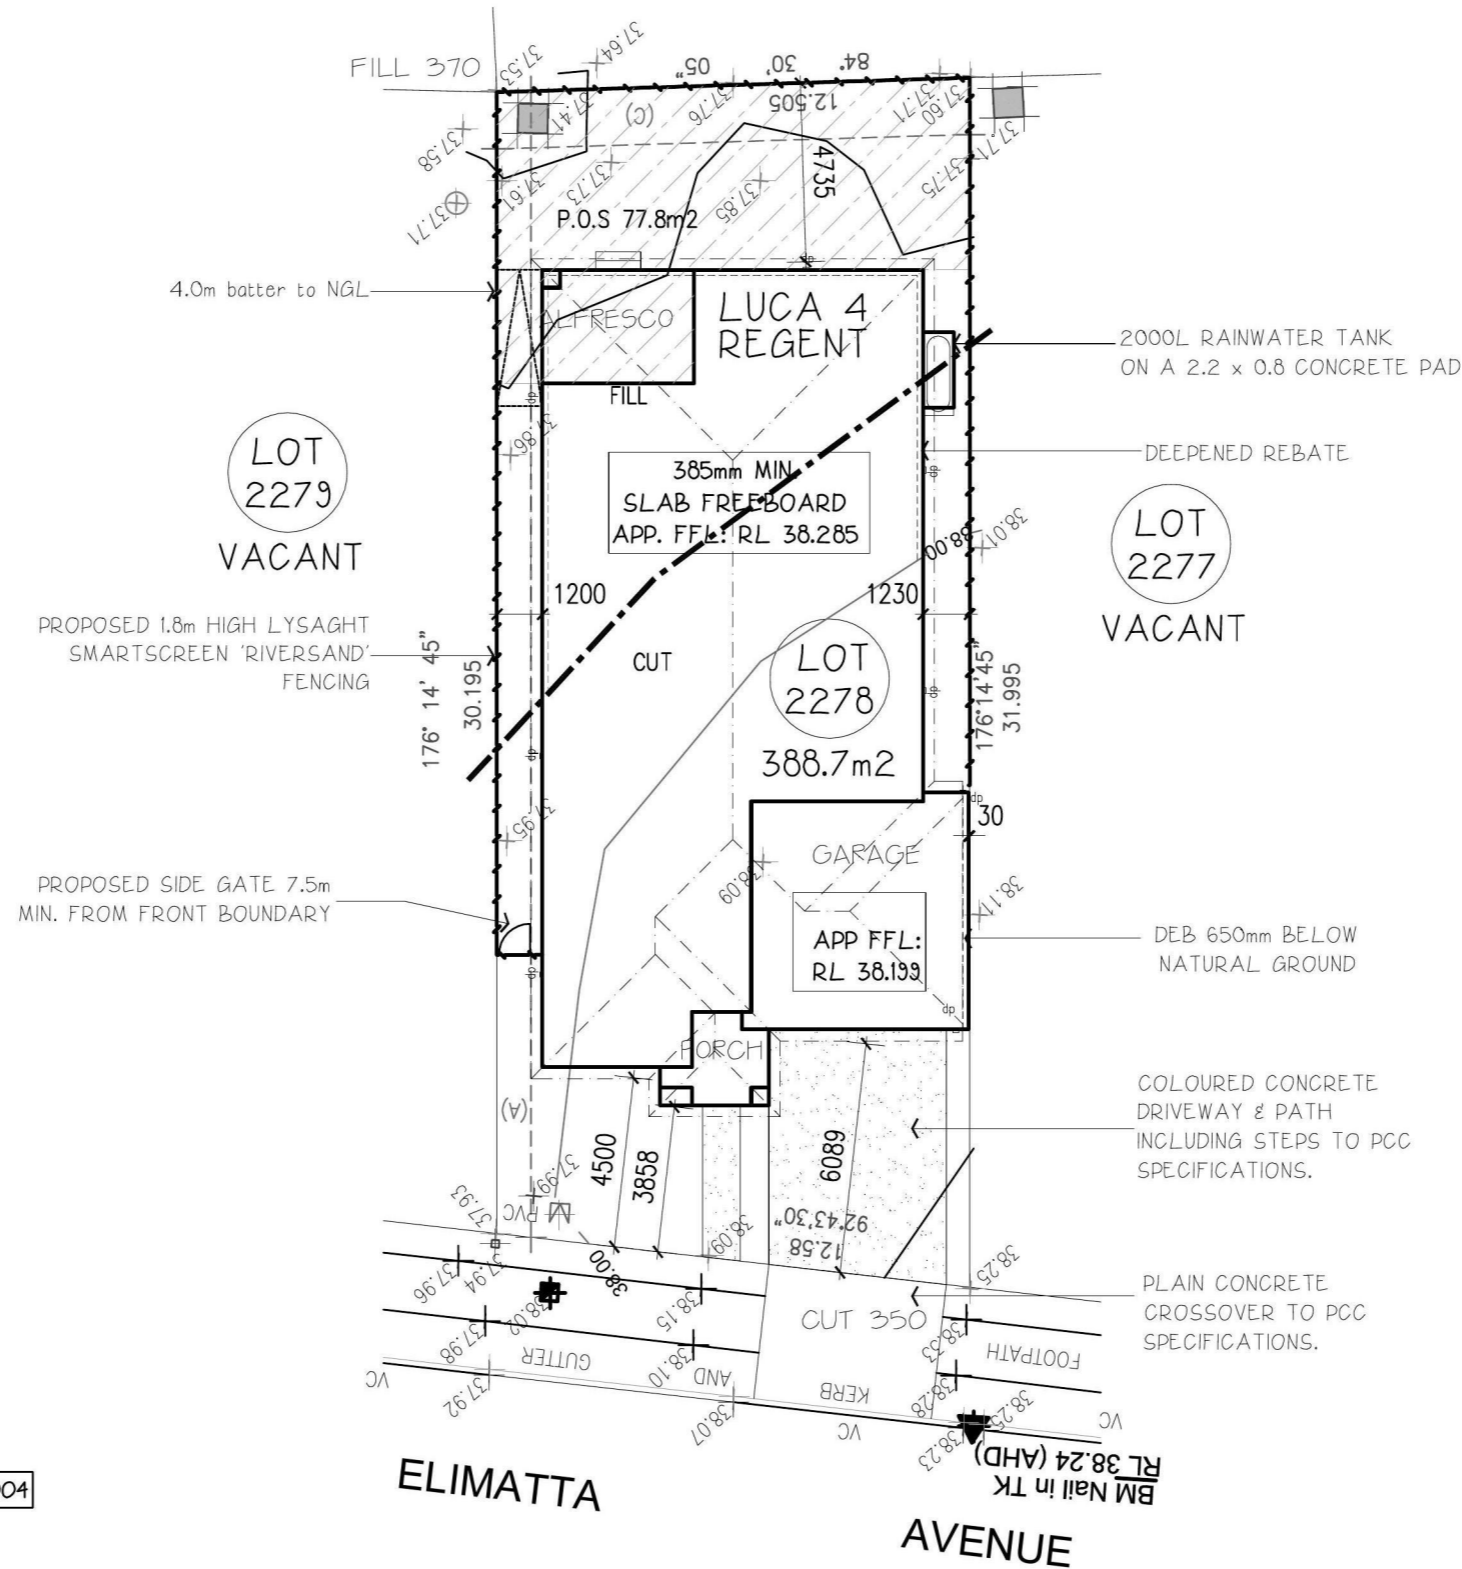 FILL 370
37.53
37.64
84° 30' 05"
12.505
37.41
(C)
37.76
37.71
37.60
37.58
37.71
37.61
37.73
37.85
37.75
37.71
4735
P.O.S 77.8m2
4.0m batter to NGL
ALFRESCO
LUCA 4
REGENT
FILL
2000L RAINWATER TANK
ON A 2.2 x 0.8 CONCRETE PAD
dp
dp
LOT
2279
VACANT
37.86
385mm MIN.
SLAB FREEBOARD
APP. FFL: RL 38.285
DEEPENED REBATE
dp
38.00
38.01
LOT
2277
VACANT
1200
1230
PROPOSED 1.8m HIGH LYSAGHT
SMARTSCREEN 'RIVERSAND'
FENCING
176° 14' 45"
30.195
CUT
LOT
2278
388.7m2
dp
176°14'45"
31.995
dp
37.95
dp
30
GARAGE
38.09
38.11
PROPOSED SIDE GATE 7.5m
MIN. FROM FRONT BOUNDARY
APP FFL:
RL 38.199
DEB 650mm BELOW
NATURAL GROUND
dp
dp
PORCH
(A)
4500
3858
6089
COLOURED CONCRETE
DRIVEWAY & PATH
INCLUDING STEPS TO PCC
SPECIFICATIONS.
37.93
37.99
PVC
38.09
92°43'30"
12.58
38.25
37.96
37.94
38.00
38.02
38.15
CUT 350
PLAIN CONCRETE
CROSSOVER TO PCC
SPECIFICATIONS.
37.98
GUTTER
38.10
38.33
FOOTPATH
VC
37.92
AND
KERB
38.28
38.07
VC
38.25
VC
38.23
BM Nail in TK
RL 38.24 (AHD)
ELIMATTA
AVENUE